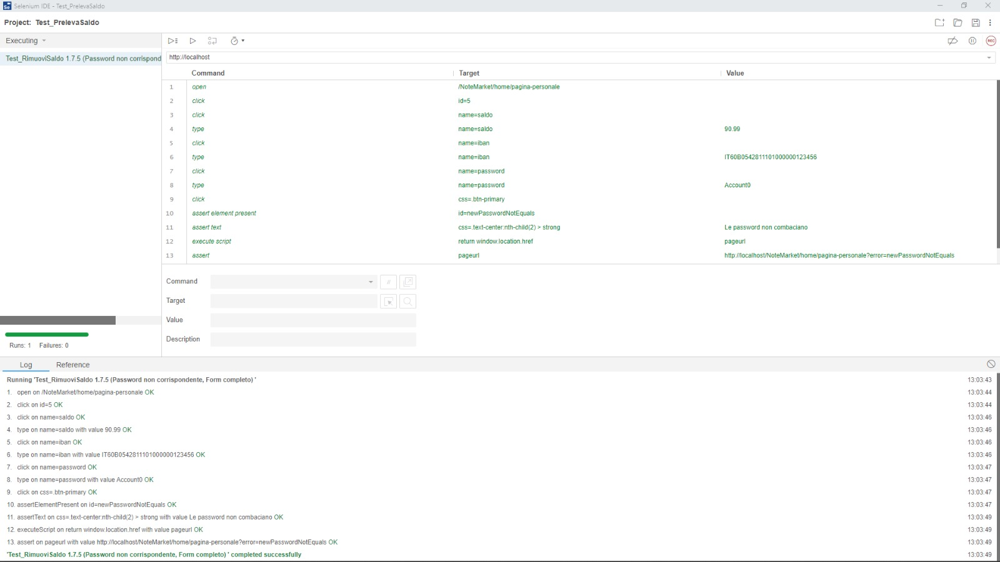 Selenium IDE - Test_PrelevaSaldo
Project: Test_PrelevaSaldo
Executing
REC
Test_RimuoviSaldo 1.7.5 (Password non corrispond
http://localhost
Command Target Value
1 open /NoteMarket/home/pagina-personale
2 click id=5
3 click name=saldo
4 type name=saldo 90.99
5 click name=iban
6 type name=iban IT60B0542811101000000123456
7 click name=password
8 type name=password Account0
9 click css=.btn-primary
10 assert element present id=newPasswordNotEquals
11 assert text css=.text-center:nth-child(2) > strong Le password non combaciano
12 execute script return window.location.href pageurl
13 assert pageurl http://localhost/NoteMarket/home/pagina-personale?error=newPasswordNotEquals
Command //
Target
Value
Description
Runs: 1 Failures: 0
Log Reference
Running 'Test_RimuoviSaldo 1.7.5 (Password non corrispondente, Form completo) ' 13:03:43
1. open on /NoteMarket/home/pagina-personale OK 13:03:44
2. click on id=5 OK 13:03:44
3. click on name=saldo OK 13:03:46
4. type on name=saldo with value 90.99 OK 13:03:46
5. click on name=iban OK 13:03:46
6. type on name=iban with value IT60B0542811101000000123456 OK 13:03:46
7. click on name=password OK 13:03:47
8. type on name=password with value Account0 OK 13:03:47
9. click on css=.btn-primary OK 13:03:47
10. assertElementPresent on id=newPasswordNotEquals OK 13:03:47
11. assertText on css=.text-center:nth-child(2) > strong with value Le password non combaciano OK 13:03:49
12. executeScript on return window.location.href with value pageurl OK 13:03:49
13. assert on pageurl with value http://localhost/NoteMarket/home/pagina-personale?error=newPasswordNotEquals OK 13:03:49
'Test_RimuoviSaldo 1.7.5 (Password non corrispondente, Form completo) ' completed successfully 13:03:49